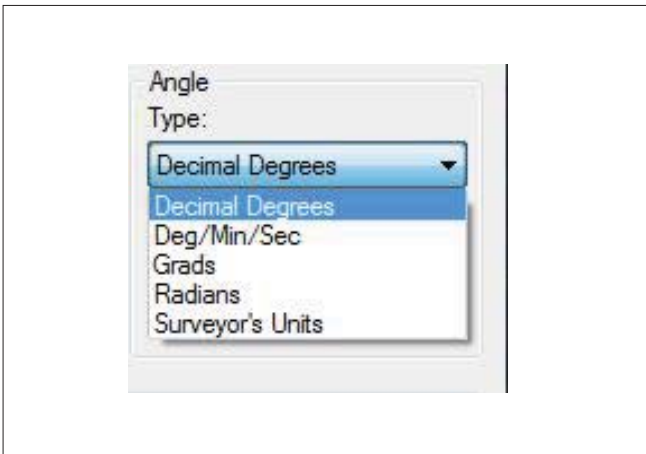 Angle
Type:
Decimal Degrees
Decimal Degrees
Deg/Min/Sec
Grads
Radians
Surveyor's Units